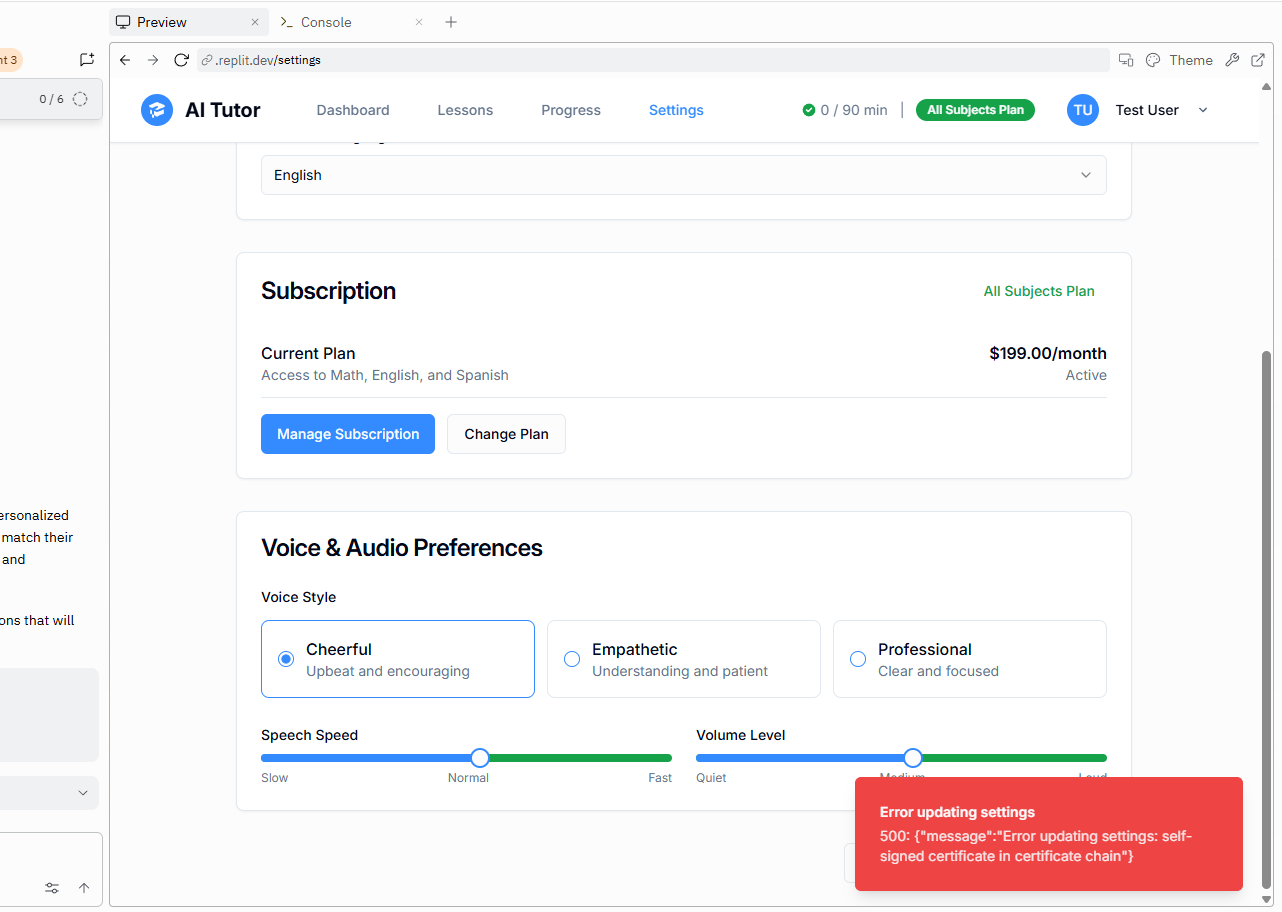 Preview
Console
nt 3
.replit.dev/settings
Theme
0 / 6
AI Tutor
Dashboard
Lessons
Progress
Settings
0 / 90 min
All Subjects Plan
TU
Test User
English
Subscription
All Subjects Plan
Current Plan
$199.00/month
Access to Math, English, and Spanish
Active
Manage Subscription
Change Plan
ersonalized
match their
and
ons that will
Voice & Audio Preferences
Voice Style
Cheerful
Upbeat and encouraging
Empathetic
Understanding and patient
Professional
Clear and focused
Speech Speed
Slow
Normal
Fast
Volume Level
Quiet
Medium
Loud
Error updating settings
500: {"message":"Error updating settings: self-
signed certificate in certificate chain"}